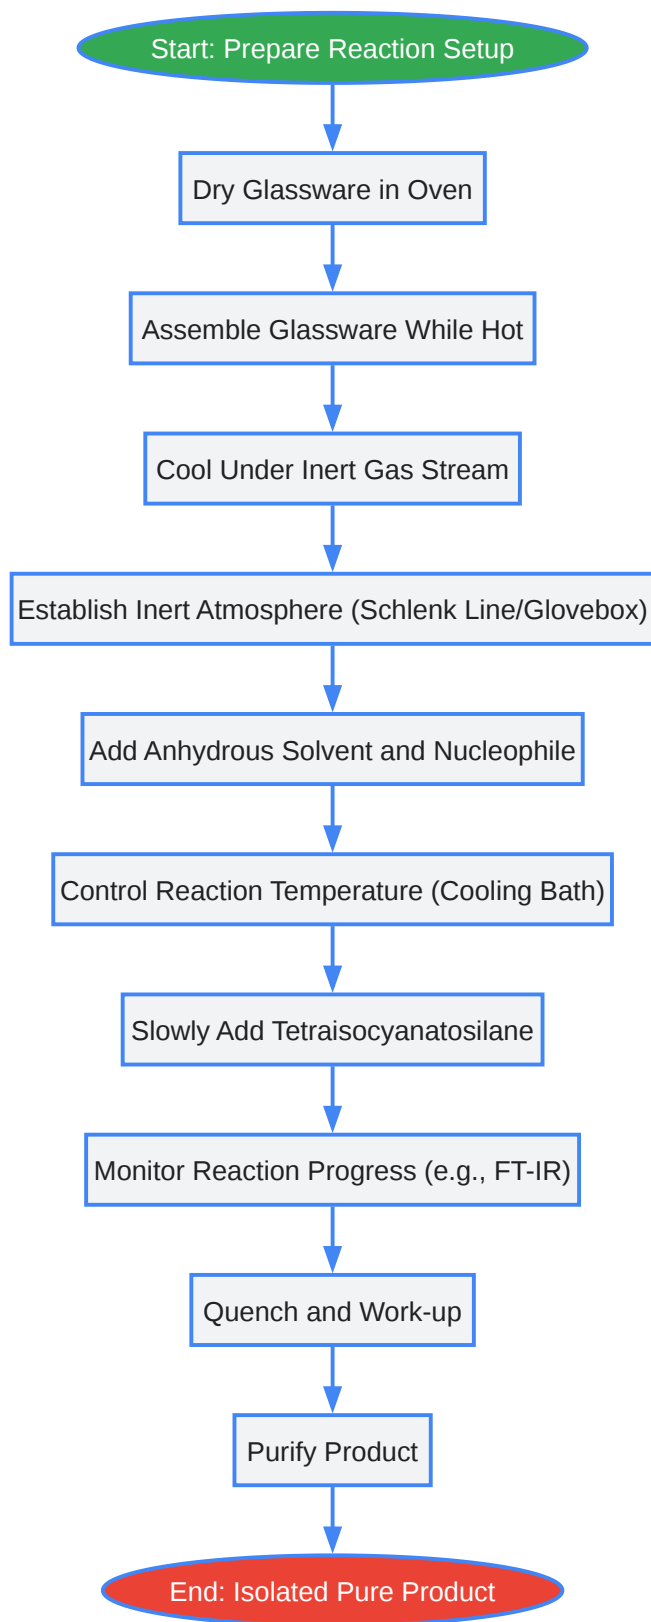 Start: Prepare Reaction Setup
Dry Glassware in Oven
Assemble Glassware While Hot
Cool Under Inert Gas Stream
Establish Inert Atmosphere (Schlenk Line/Glovebox)
Add Anhydrous Solvent and Nucleophile
Control Reaction Temperature (Cooling Bath)
Slowly Add Tetraisocyanatosilane
Monitor Reaction Progress (e.g., FT-IR)
Quench and Work-up
Purify Product
End: Isolated Pure Product